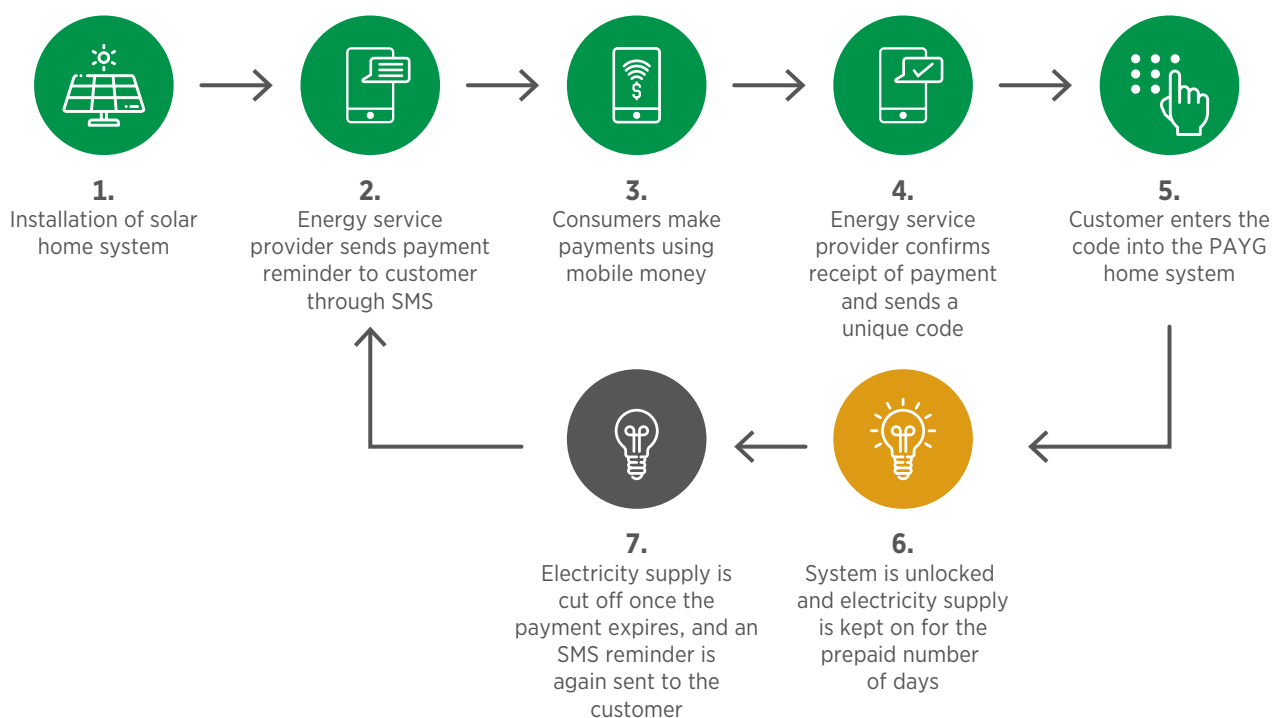 $
1.
Installation of solar
home system
2.
Energy service
provider sends payment
reminder to customer
through SMS
3.
Consumers make
payments using
mobile money
4.
Energy service
provider confirms
receipt of payment
and sends a
unique code
5.
Customer enters the
code into the PAYG
home system
6.
System is unlocked
and electricity supply
is kept on for the
prepaid number
of days
7.
Electricity supply is
cut off once the
payment expires, and an
SMS reminder is
again sent to the
customer